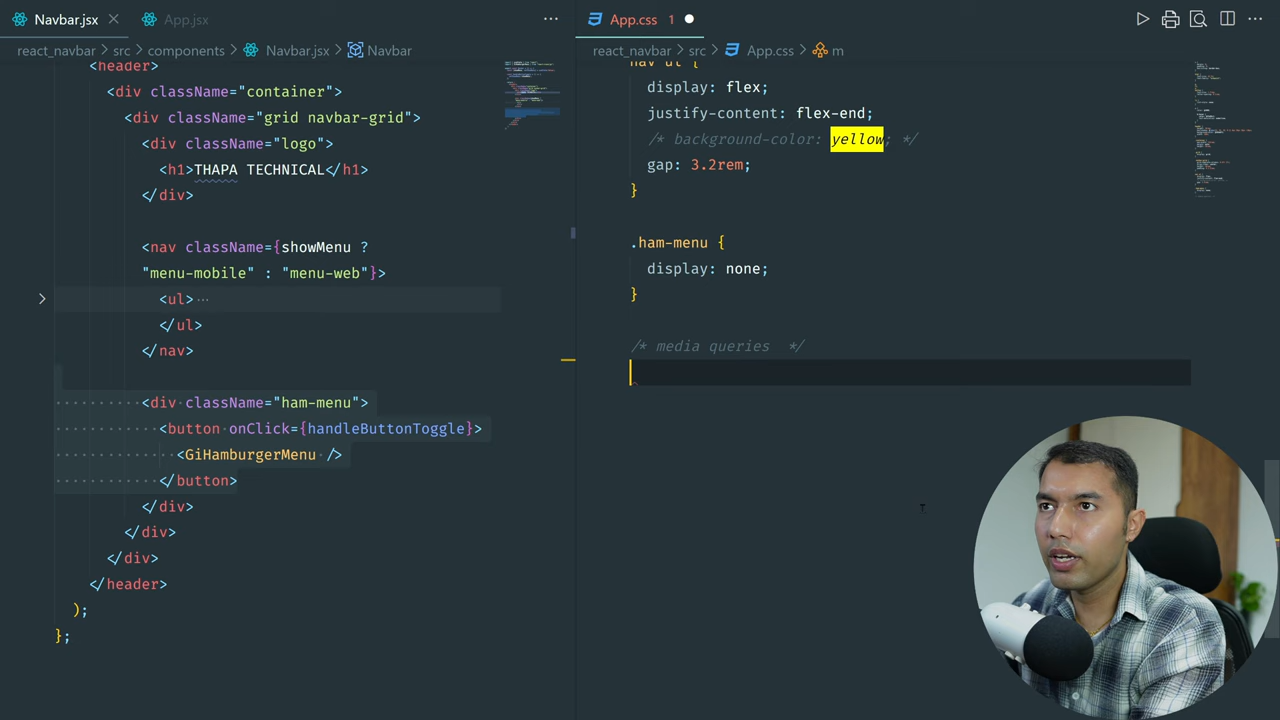 Navbar.jsx
App.jsx
react_navbar > src > components > Navbar.jsx > Navbar
<header>
<div className="container">
<div className="grid navbar-grid">
<div className="logo">
<h1>THAPA TECHNICAL</h1>
</div>
<nav className={showMenu ?
"menu-mobile" : "menu-web"}>
<ul> ···
</ul>
</nav>
<div className="ham-menu">
<button onClick={handleButtonToggle}>
<GiHamburgerMenu />
</button>
</div>
</div>
</div>
</header>
);
};
App.css 1
react_navbar > src > App.css > m
nav ul {
display: flex;
justify-content: flex-end;
/* background-color: yellow; */
gap: 3.2rem;
}
.ham-menu {
display: none;
}
/* media queries  */